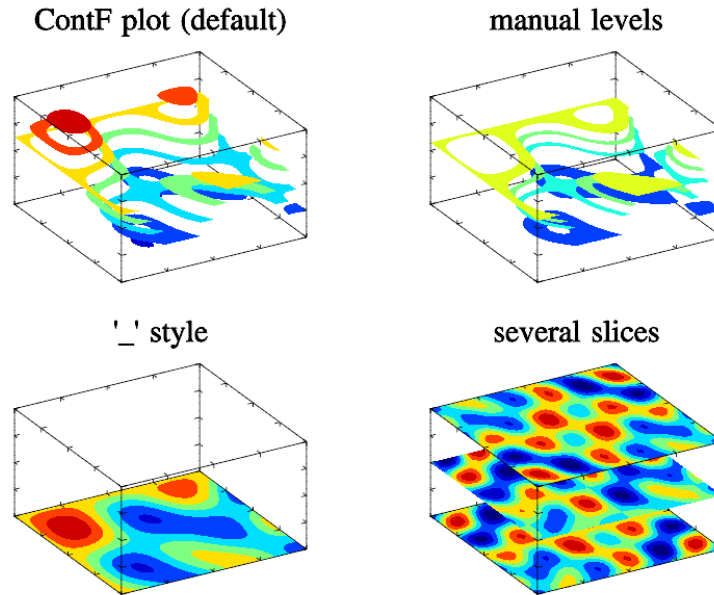 ContF plot (default)
manual levels
'_' style
several slices